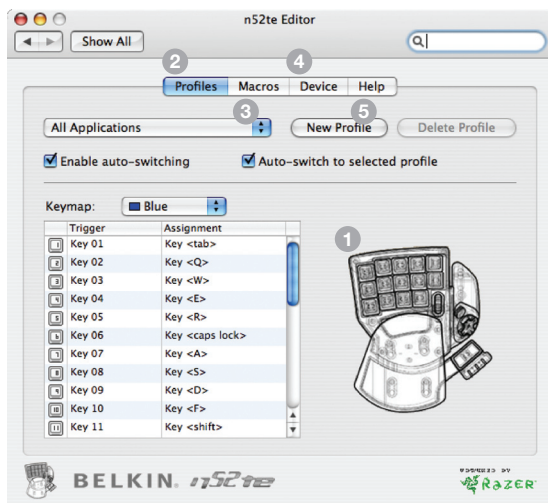 n52te Editor
Show All
2 4
Profiles Macros Device Help
3 5
All Applications New Profile Delete Profile
Enable auto-switching Auto-switch to selected profile
Keymap: Blue
1
Trigger Assignment
Key 01 Key <tab>
Key 02 Key <Q>
Key 03 Key <W>
Key 04 Key <E>
Key 05 Key <R>
Key 06 Key <caps lock>
Key 07 Key <A>
Key 08 Key <S>
Key 09 Key <D>
Key 10 Key <F>
Key 11 Key <shift>
BELKIN. n52te
POWERED BY
RAZER